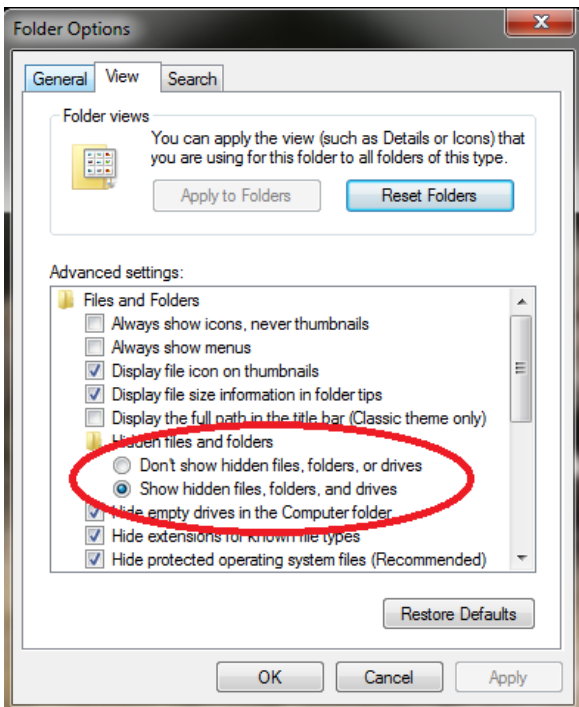 Folder Options
General View Search
Folder views
You can apply the view (such as Details or Icons) that
you are using for this folder to all folders of this type.
Apply to Folders Reset Folders
Advanced settings:
Files and Folders
Always show icons, never thumbnails
Always show menus
Display file icon on thumbnails
Display file size information in folder tips
Display the full path in the title bar (Classic theme only)
Hidden files and folders
Don't show hidden files, folders, or drives
Show hidden files, folders, and drives
Hide empty drives in the Computer folder
Hide extensions for known file types
Hide protected operating system files (Recommended)
Restore Defaults
OK Cancel Apply